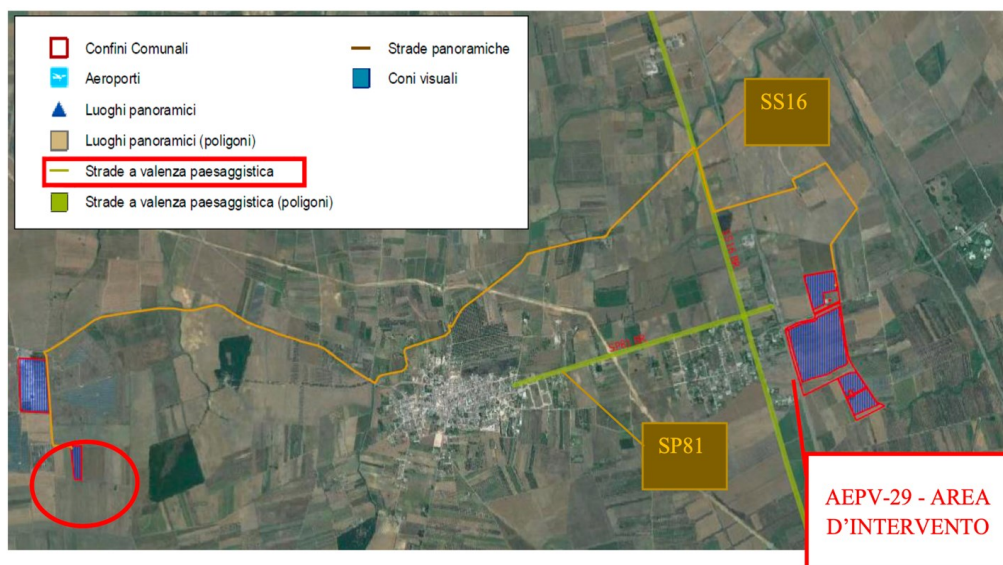 Confini Comunali
Aeroporti
Luoghi panoramici
Luoghi panoramici (poligoni)
Strade a valenza paesaggistica
Strade a valenza paesaggistica (poligoni)
Strade panoramiche
Coni visuali
SS16
SP81
AEPV-29 - AREA
D'INTERVENTO